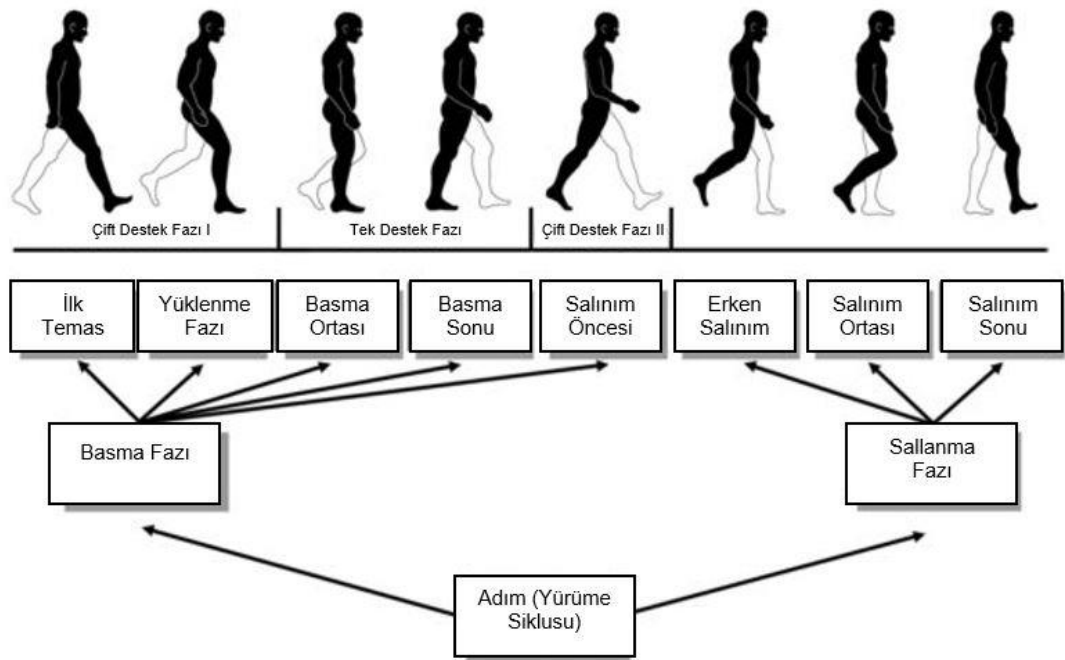 Çift Destek Fazı I
Tek Destek Fazı
Çift Destek Fazı II
İlk
Temas
Yüklenme
Fazı
Basma
Ortası
Basma
Sonu
Salınım
Öncesi
Erken
Salınım
Salınım
Ortası
Salınım
Sonu
Basma Fazı
Sallanma
Fazı
Adım (Yürüme
Siklusu)